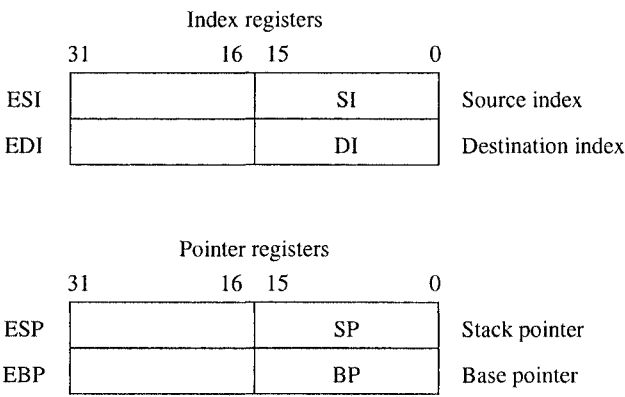 Index registers
31 16 15 0
ESI SI Source index
EDI DI Destination index
Pointer registers
31 16 15 0
ESP SP Stack pointer
EBP BP Base pointer